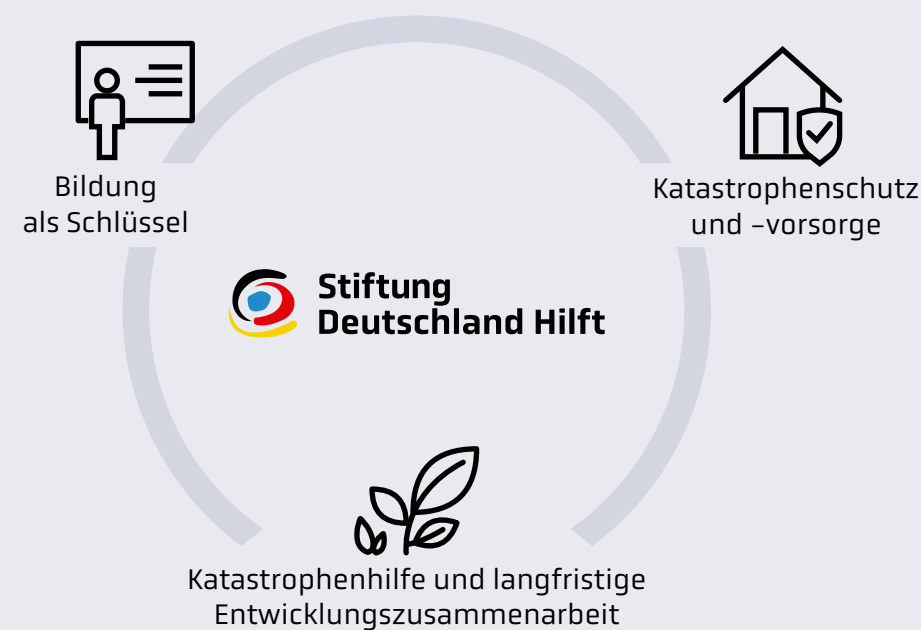 Bildung
als Schlüssel
Katastrophenschutz
und –vorsorge
Stiftung
Deutschland Hilft
Katastrophenhilfe und langfristige
Entwicklungszusammenarbeit